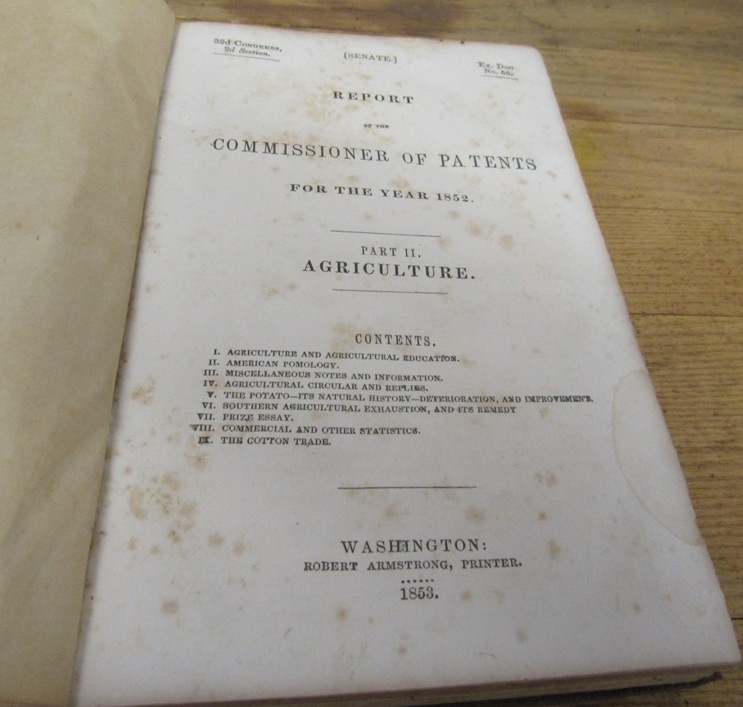 32d Congress,
2d Session.
[SENATE.]
Ex. Doc
No. 66.
REPORT
OF THE
COMMISSIONER OF PATENTS
FOR THE YEAR 1852.
PART II.
AGRICULTURE.
CONTENTS.
I. AGRICULTURE AND AGRICULTURAL EDUCATION.
II. AMERICAN POMOLOGY.
III. MISCELLANEOUS NOTES AND INFORMATION.
IV. AGRICULTURAL CIRCULAR AND REPLIES.
V. THE POTATO—ITS NATURAL HISTORY—DETERIORATION, AND IMPROVEMENT.
VI. SOUTHERN AGRICULTURAL EXHAUSTION, AND ITS REMEDY
VII. PRIZE ESSAY.
VIII. COMMERCIAL AND OTHER STATISTICS.
IX. THE COTTON TRADE.
WASHINGTON:
ROBERT ARMSTRONG, PRINTER.
1853.